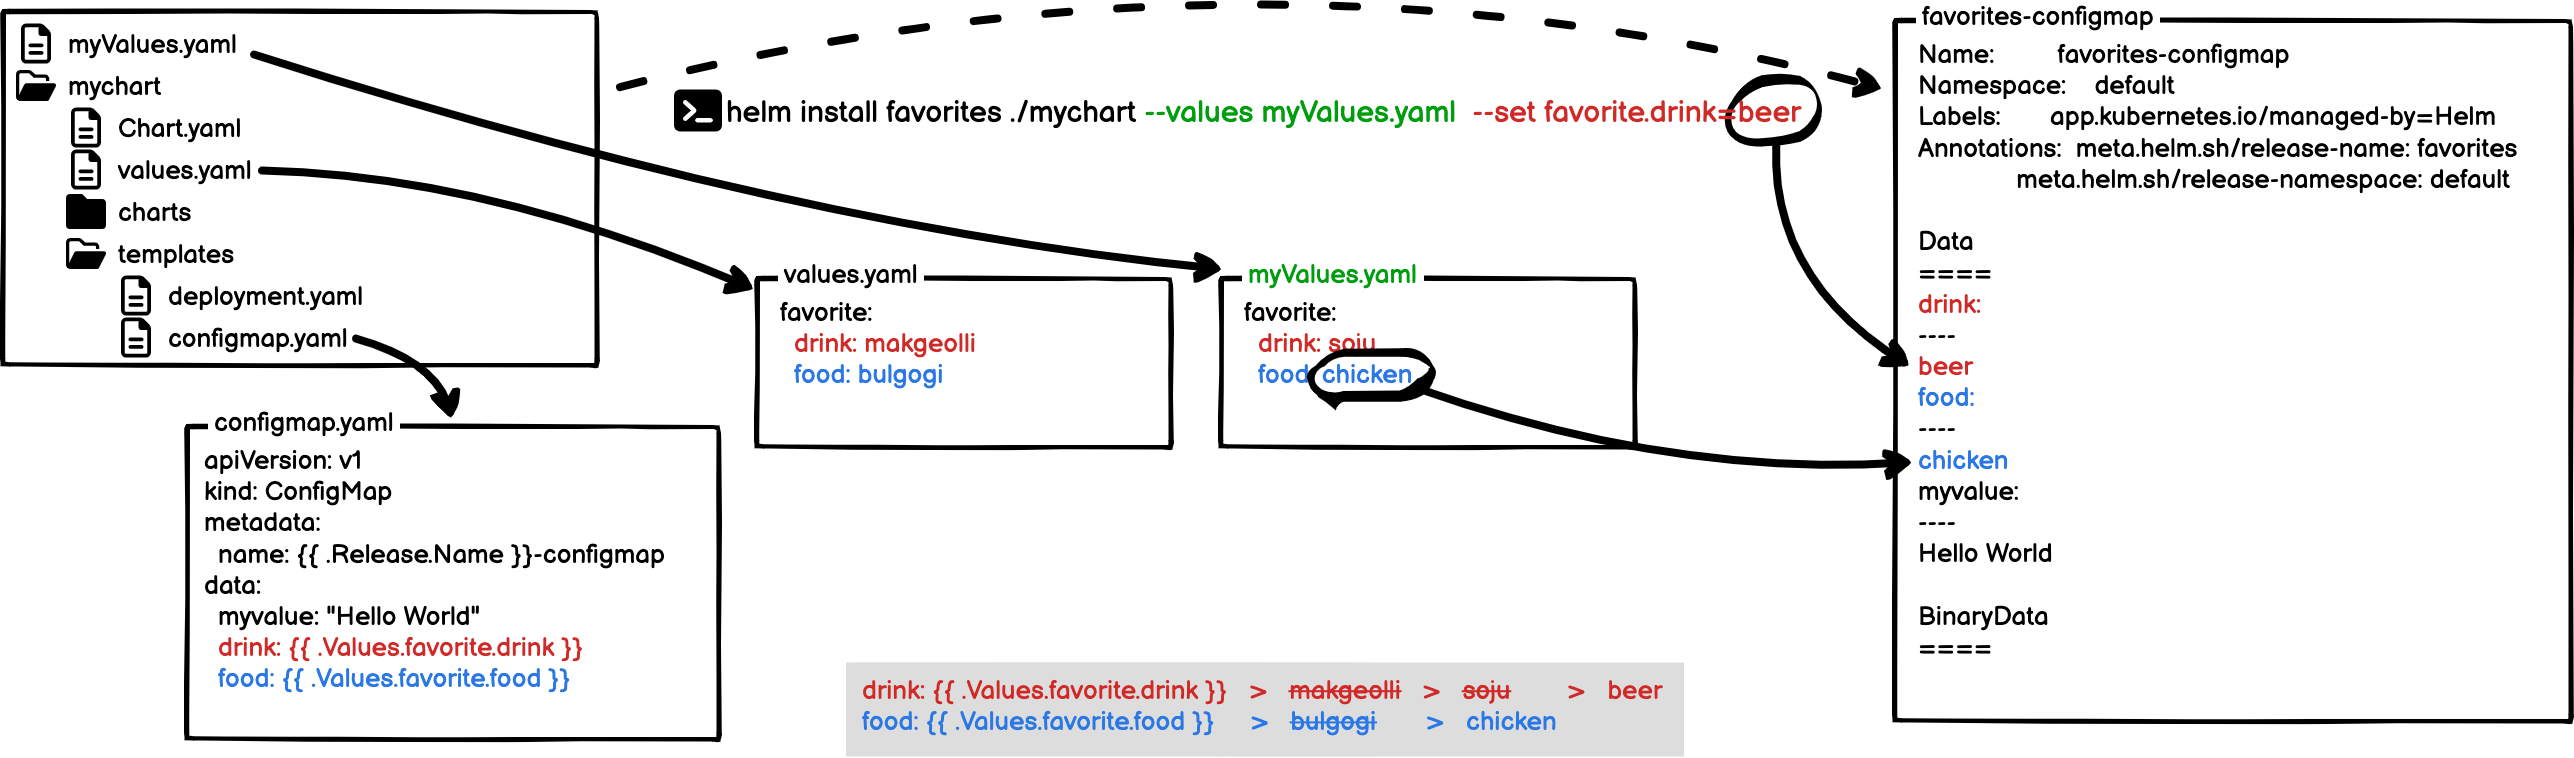 myValues.yaml
mychart
Chart.yaml
values.yaml
charts
templates
deployment.yaml
configmap.yaml
helm install favorites ./mychart --values myValues.yaml --set favorite.drink=beer
configmap.yaml
apiVersion: v1
kind: ConfigMap
metadata:
name: {{ .Release.Name }}-configmap
data:
myvalue: "Hello World"
drink: {{ .Values.favorite.drink }}
food: {{ .Values.favorite.food }}
values.yaml
favorite:
drink: makgeolli
food: bulgogi
myValues.yaml
favorite:
drink: soju
food: chicken
drink: {{ .Values.favorite.drink }} > makgeolli > soju > beer
food: {{ .Values.favorite.food }} > bulgogi > chicken
favorites-configmap
Name: favorites-configmap
Namespace: default
Labels: app.kubernetes.io/managed-by=Helm
Annotations: meta.helm.sh/release-name: favorites
meta.helm.sh/release-namespace: default
Data
====
drink:
----
beer
food:
----
chicken
myvalue:
----
Hello World
BinaryData
====